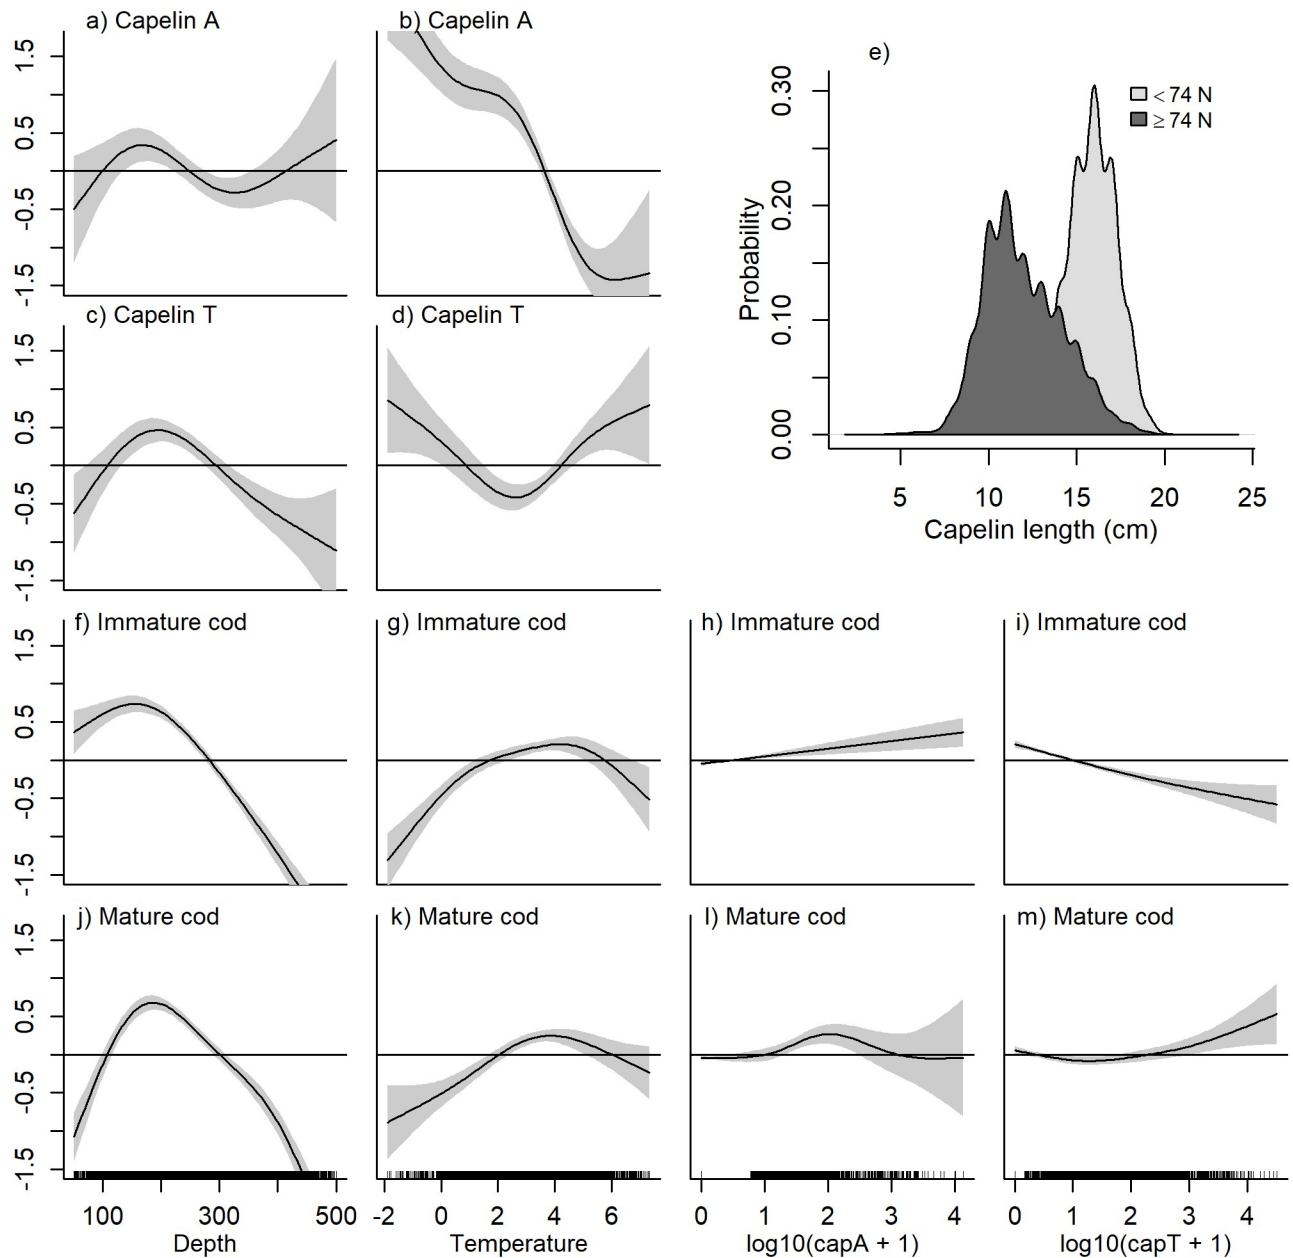 a) Capelin A
b) Capelin A
1.5
0.5
-0.5
-1.5
c) Capelin T
d) Capelin T
1.5
0.5
-0.5
-1.5
e)
< 74 N
≥ 74 N
Probability
0.30
0.20
0.10
0.00
5 10 15 20 25
Capelin length (cm)
f) Immature cod
g) Immature cod
h) Immature cod
i) Immature cod
1.5
0.5
-0.5
-1.5
j) Mature cod
k) Mature cod
l) Mature cod
m) Mature cod
1.5
0.5
-0.5
-1.5
100 300 500
Depth
-2 0 2 4 6
Temperature
0 1 2 3 4
log10(capA + 1)
0 1 2 3 4
log10(capT + 1)